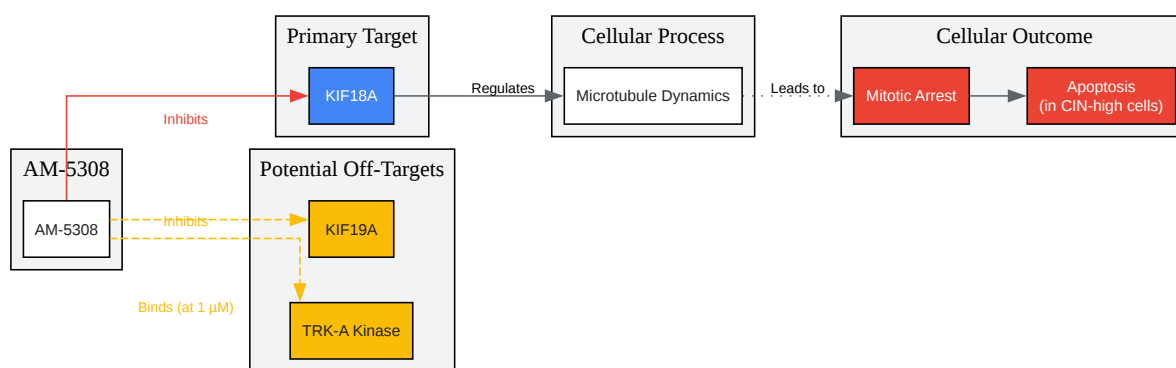 Primary Target
Cellular Process
Cellular Outcome
KIF18A
Regulates
Microtubule Dynamics
Leads to
Mitotic Arrest
Apoptosis
(in CIN-high cells)
Inhibits
AM-5308
Potential Off-Targets
AM-5308
Inhibits
KIF19A
Binds (at 1 µM)
TRK-A Kinase